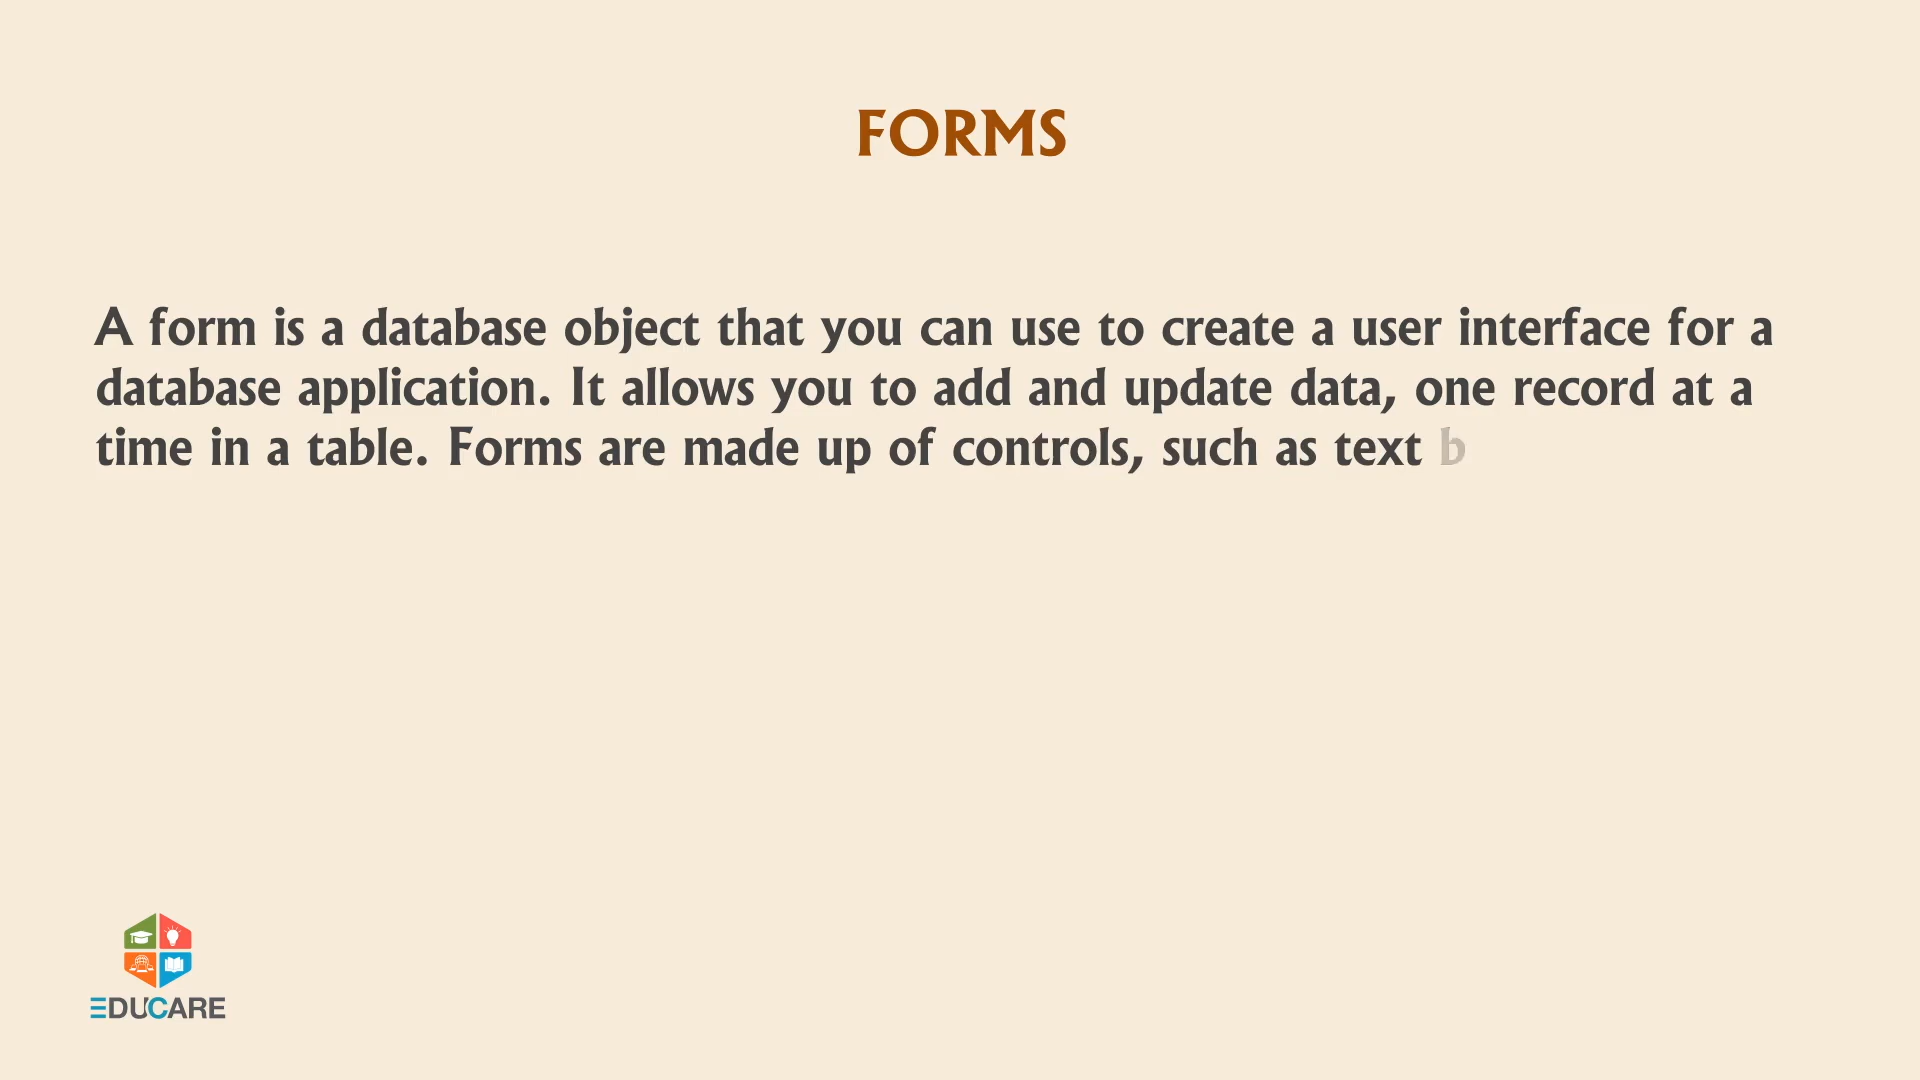 FORMS
A form is a database object that you can use to create a user interface for a
database application. It allows you to add and update data, one record at a
time in a table. Forms are made up of controls, such as text b
EDUCARE